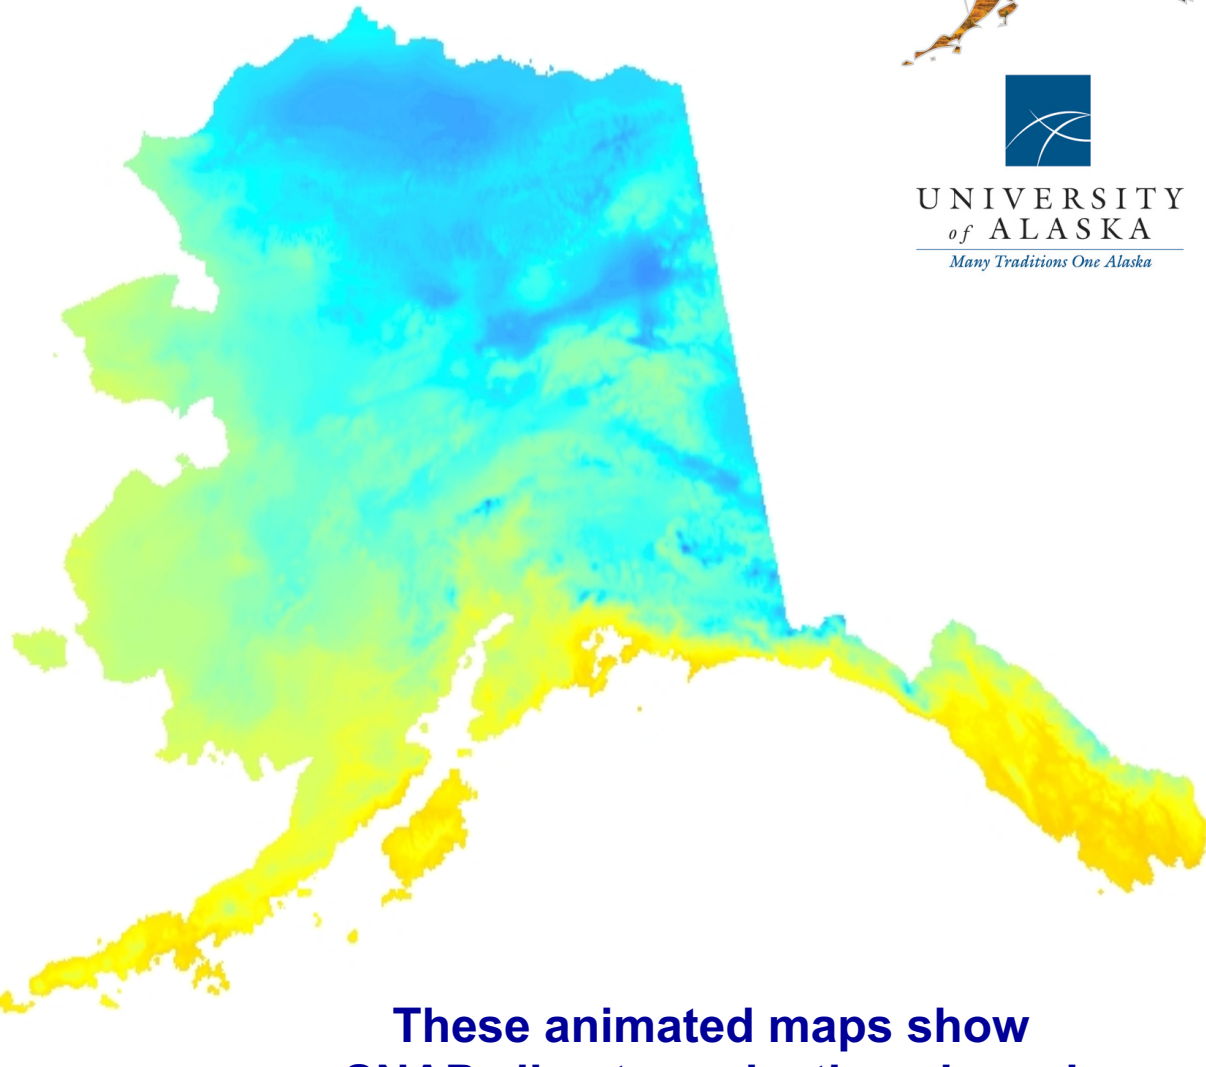 UNIVERSITY
of ALASKA
Many Traditions One Alaska
These animated maps show